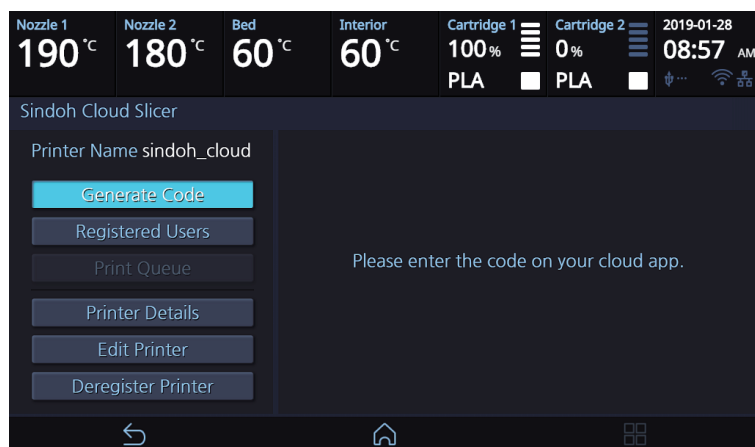 Nozzle 1 Nozzle 2 Bed Interior Cartridge 1 Cartridge 2 2019-01-28
190 °C 180 °C 60 °C 60 °C 100 % 0 % 08:57 AM
PLA PLA
Sindoh Cloud Slicer
Printer Name sindoh_cloud
Generate Code
Registered Users
Print Queue
Please enter the code on your cloud app.
Printer Details
Edit Printer
Deregister Printer